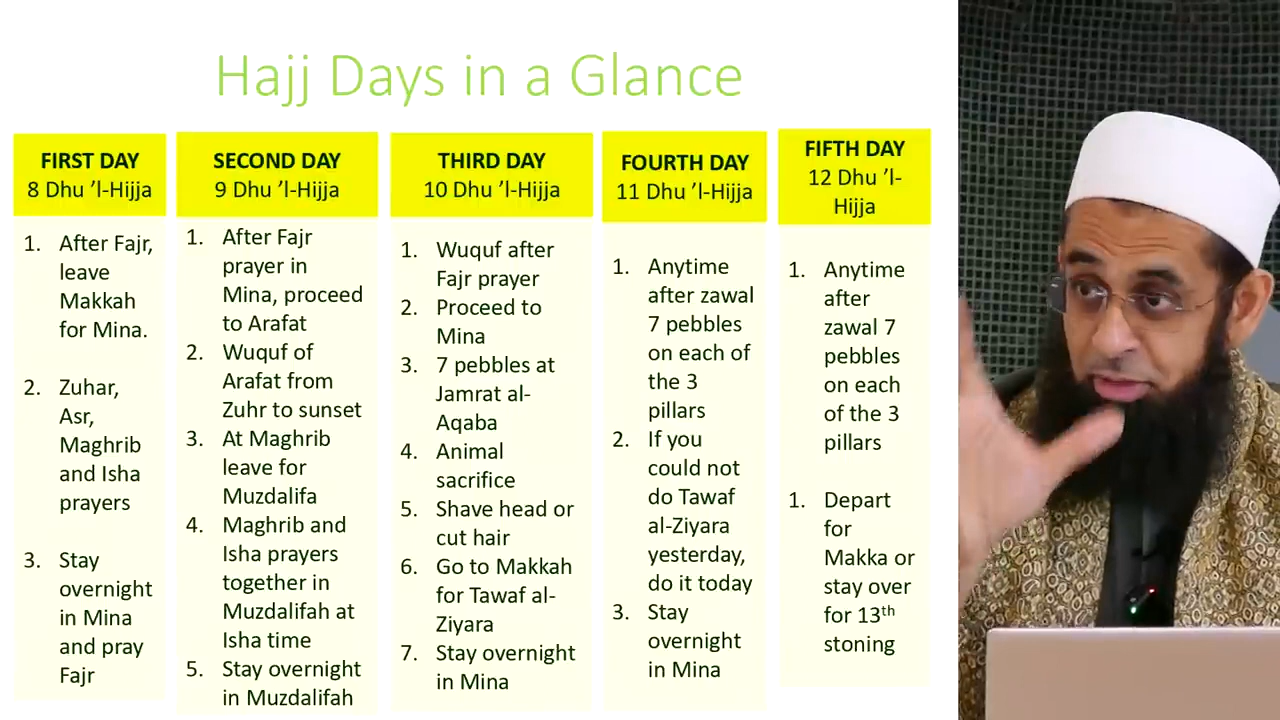 Hajj Days in a Glance
FIRST DAY
8 Dhu ’l-Hijja
1. After Fajr,
leave
Makkah
for Mina.
2. Zuhar,
Asr,
Maghrib
and Isha
prayers
3. Stay
overnight
in Mina
and pray
Fajr
SECOND DAY
9 Dhu ’l-Hijja
1. After Fajr
prayer in
Mina, proceed
to Arafat
2. Wuquf of
Arafat from
Zuhr to sunset
3. At Maghrib
leave for
Muzdalifa
4. Maghrib and
Isha prayers
together in
Muzdalifah at
Isha time
5. Stay overnight
in Muzdalifah
THIRD DAY
10 Dhu ’l-Hijja
1. Wuquf after
Fajr prayer
2. Proceed to
Mina
3. 7 pebbles at
Jamrat al-
Aqaba
4. Animal
sacrifice
5. Shave head or
cut hair
6. Go to Makkah
for Tawaf al-
Ziyara
7. Stay overnight
in Mina
FOURTH DAY
11 Dhu ’l-Hijja
1. Anytime
after zawal
7 pebbles
on each of
the 3
pillars
2. If you
could not
do Tawaf
al-Ziyara
yesterday,
do it today
3. Stay
overnight
in Mina
FIFTH DAY
12 Dhu ’l-
Hijja
1. Anytime
after
zawal 7
pebbles
on each
of the 3
pillars
1. Depart
for
Makka or
stay over
for 13th
stoning